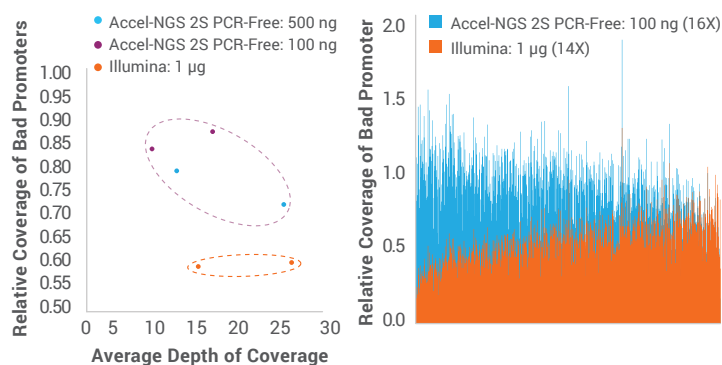 Accel-NGS 2S PCR-Free: 500 ng
Accel-NGS 2S PCR-Free: 100 ng
Illumina: 1 µg
Relative Coverage of Bad Promoters
1.00
0.95
0.90
0.85
0.80
0.75
0.70
0.65
0.60
0.55
0.50
0
5
10
15
20
25
30
Average Depth of Coverage
Accel-NGS 2S PCR-Free: 100 ng (16X)
Illumina: 1 µg (14X)
Relative Coverage of Bad Promoter
2.0
1.5
1.0
0.5
0.0